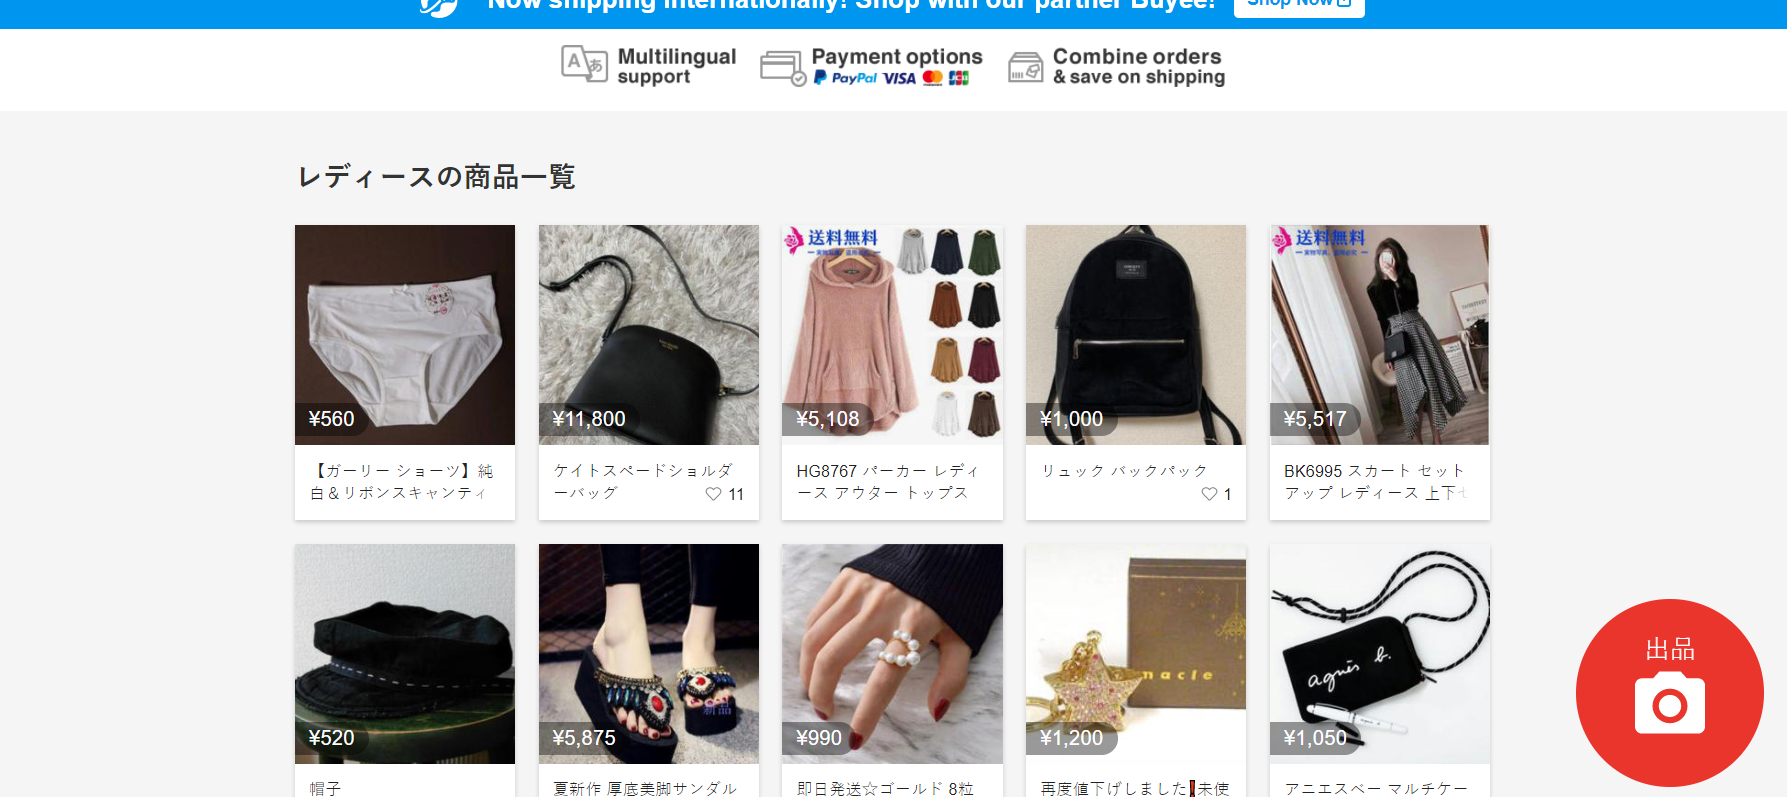 Now shipping internationally! Shop with our partner Buyee!
Shop Now
Multilingual
support
Payment options
PayPal VISA JCB
Combine orders
& save on shipping
レディースの商品一覧
¥560
【ガーリー ショーツ】純
白＆リボンスキャンティ
¥11,800
ケイトスペードショルダ
ーバッグ
11
送料無料
¥5,108
HG8767 パーカー レディ
ース アウター トップス
¥1,000
リュック バックパック
1
送料無料
¥5,517
BK6995 スカート セット
アップ レディース 上下セ
¥520
帽子
新品
¥5,875
夏新作 厚底美脚サンダル
¥990
即日発送☆ゴールド 8粒
nacle
¥1,200
再度値下げしました❗未使
agnès b.
¥1,050
アニエスベー マルチケー
出品